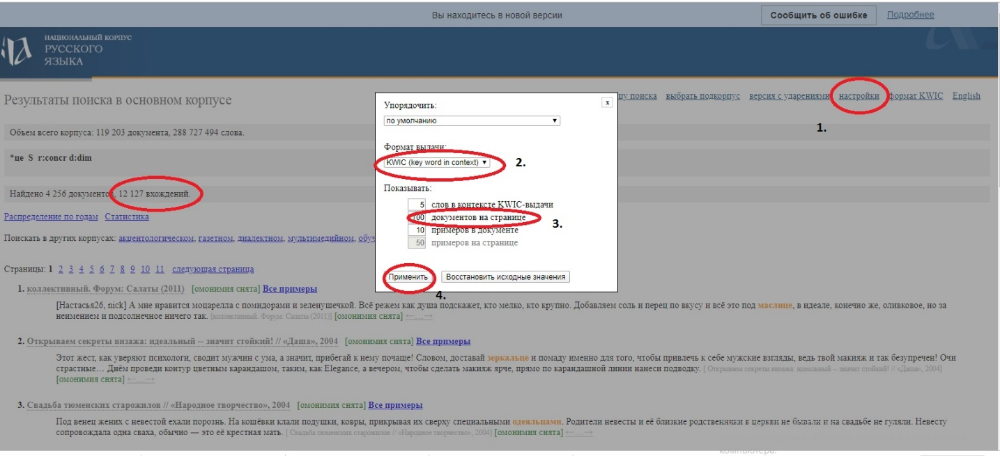 Вы находитесь в новой версии
Сообщить об ошибке
Подробнее
НАЦИОНАЛЬНЫЙ КОРПУС
РУССКОГО
ЯЗЫКА
Результаты поиска в основном корпусе
поиска выбрать подкорпус версия с ударениями настройки формат KWIC English
1.
Объем всего корпуса: 119 203 документа, 288 727 494 слова.
*це S r:concr d:dim
Найдено 4 256 документов, 12 127 вхождений.
Распределение по годам Статистика
Поискать в других корпусах: акцентологическом, газетном, диалектном, мультимедийном,
Страницы: 1 2 3 4 5 6 7 8 9 10 11 следующая страница
x
Упорядочить:
по умолчанию
Формат выдачи:
KWIC (key word in context)
2.
Показывать:
5 слов в контексте KWIC-выдачи
100 документов на странице
3.
10 примеров в документе
50 примеров на странице
Применить
Восстановить исходные значения
4.
1. коллективный. Форум: Салаты (2011) [омонимия снята] Все примеры
[Настасья26, nick] А мне нравится моцарелла с помидорами и зеленушечкой. Всё режем как душа подскажет, кто мелко, кто крупно. Добавляем соль и перец по вкусу и всё это под маслице, в идеале, конечно же, оливковое, но за
неимением и подсолнечное ничего так. [коллективный. Форум: Салаты (2011)] [омонимия снята] ←…→
2. Открываем секреты визажа: идеальный -- значит стойкий! // «Даша», 2004 [омонимия снята] Все примеры
Этот жест, как уверяют психологи, сводит мужчин с ума, а значит, прибегай к нему почаще! Словом, доставай зеркальце и помаду именно для того, чтобы привлечь к себе мужские взгляды, ведь твой макияж и так безупречен! Очи
страстные… Днём проведи контур цветным карандашом, таким, как Elegance, а вечером, чтобы сделать макияж ярче, прямо по карандашной линии нанеси подводку. [ Открываем секреты визажа: идеальный -- значит стойкий! // «Даша», 2004]
[омонимия снята] ←…→
3. Свадьба тюменских старожилов // «Народное творчество», 2004 [омонимия снята] Все примеры
Под венец жених с невестой ехали порознь. На кошёвки клали подушки, ковры, прикрывая их сверху специальными одеяльцами. Родители невесты и её близкие родственники в церкви не бывали и на свадьбе не гуляли. Невесту
сопровождала одна сваха, обычно — это её крестная мать. [ Свадьба тюменских старожилов // «Народное творчество», 2004] [омонимия снята] ←…→
компьютера.